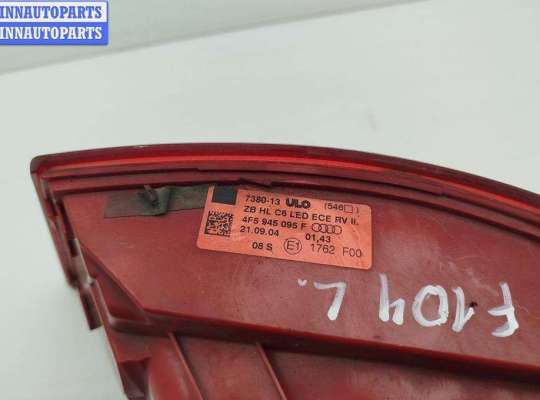 INNAUTOPARTS
INNAUTOPARTS
7380-13 ULO (546□)
ZB HL C6 LED ECE RV li.
4F5 945 095 F
21.09.04 01,43
08 S E1 1762 F00
F104 L.